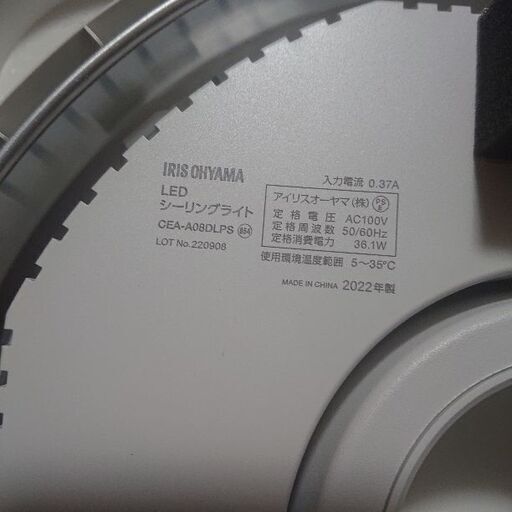 IRIS OHYAMA
LED
シーリングライト
CEA-A08DLPS
LOT No.220908
入力電流 0.37A
アイリスオーヤマ(株) PS E
定格電圧 AC100V
定格周波数 50/60Hz
定格消費電力 36.1W
使用環境温度範囲 5～35℃
MADE IN CHINA 2022年製